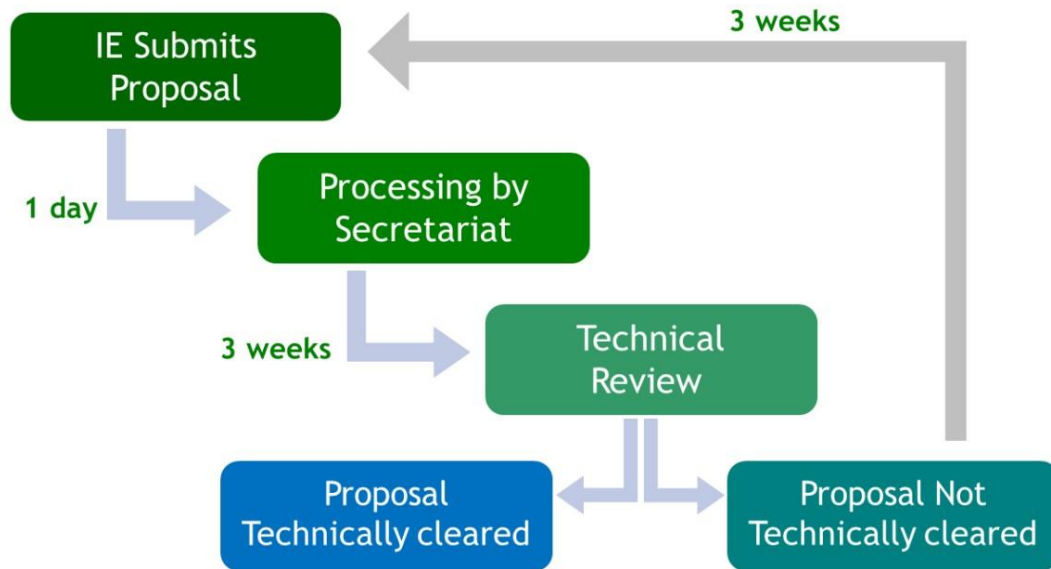 IE Submits
Proposal
3 weeks
1 day
Processing by
Secretariat
3 weeks
Technical
Review
Proposal
Technically cleared
Proposal Not
Technically cleared